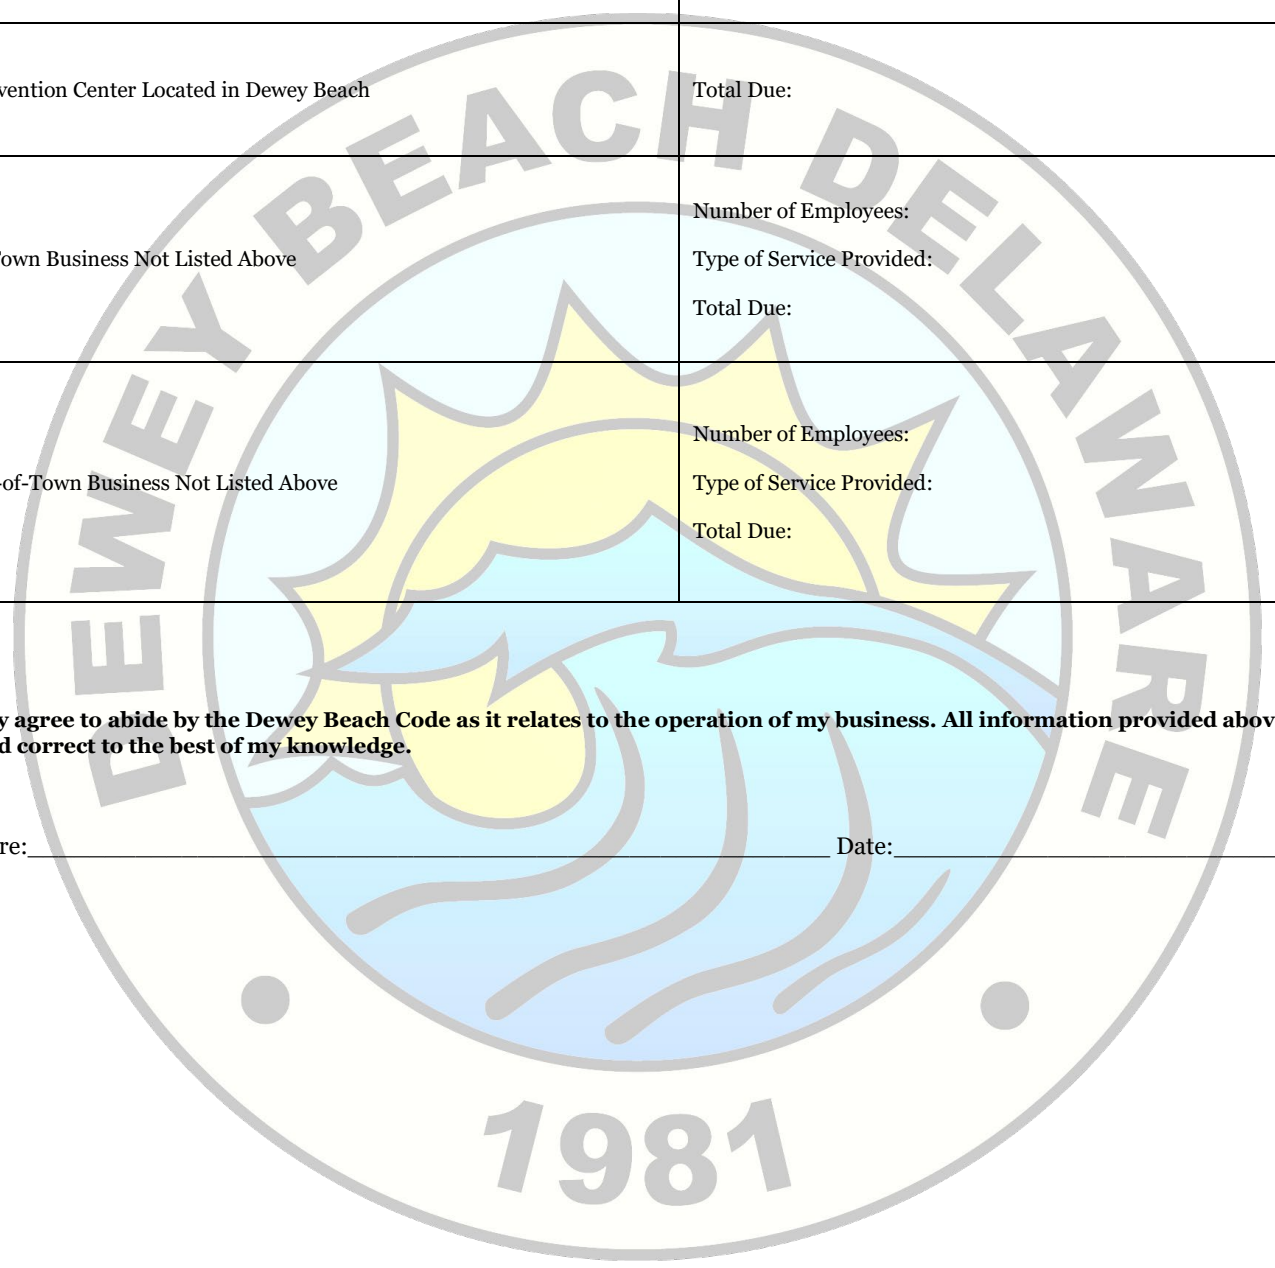 vention Center Located in Dewey Beach
Total Due:
Number of Employees:
Town Business Not Listed Above
Type of Service Provided:
Total Due:
Number of Employees:
-of-Town Business Not Listed Above
Type of Service Provided:
Total Due:
y agree to abide by the Dewey Beach Code as it relates to the operation of my business. All information provided abov
d correct to the best of my knowledge.
re:____________________ Date:____________________
DEWEY BEACH DELAWARE
1981